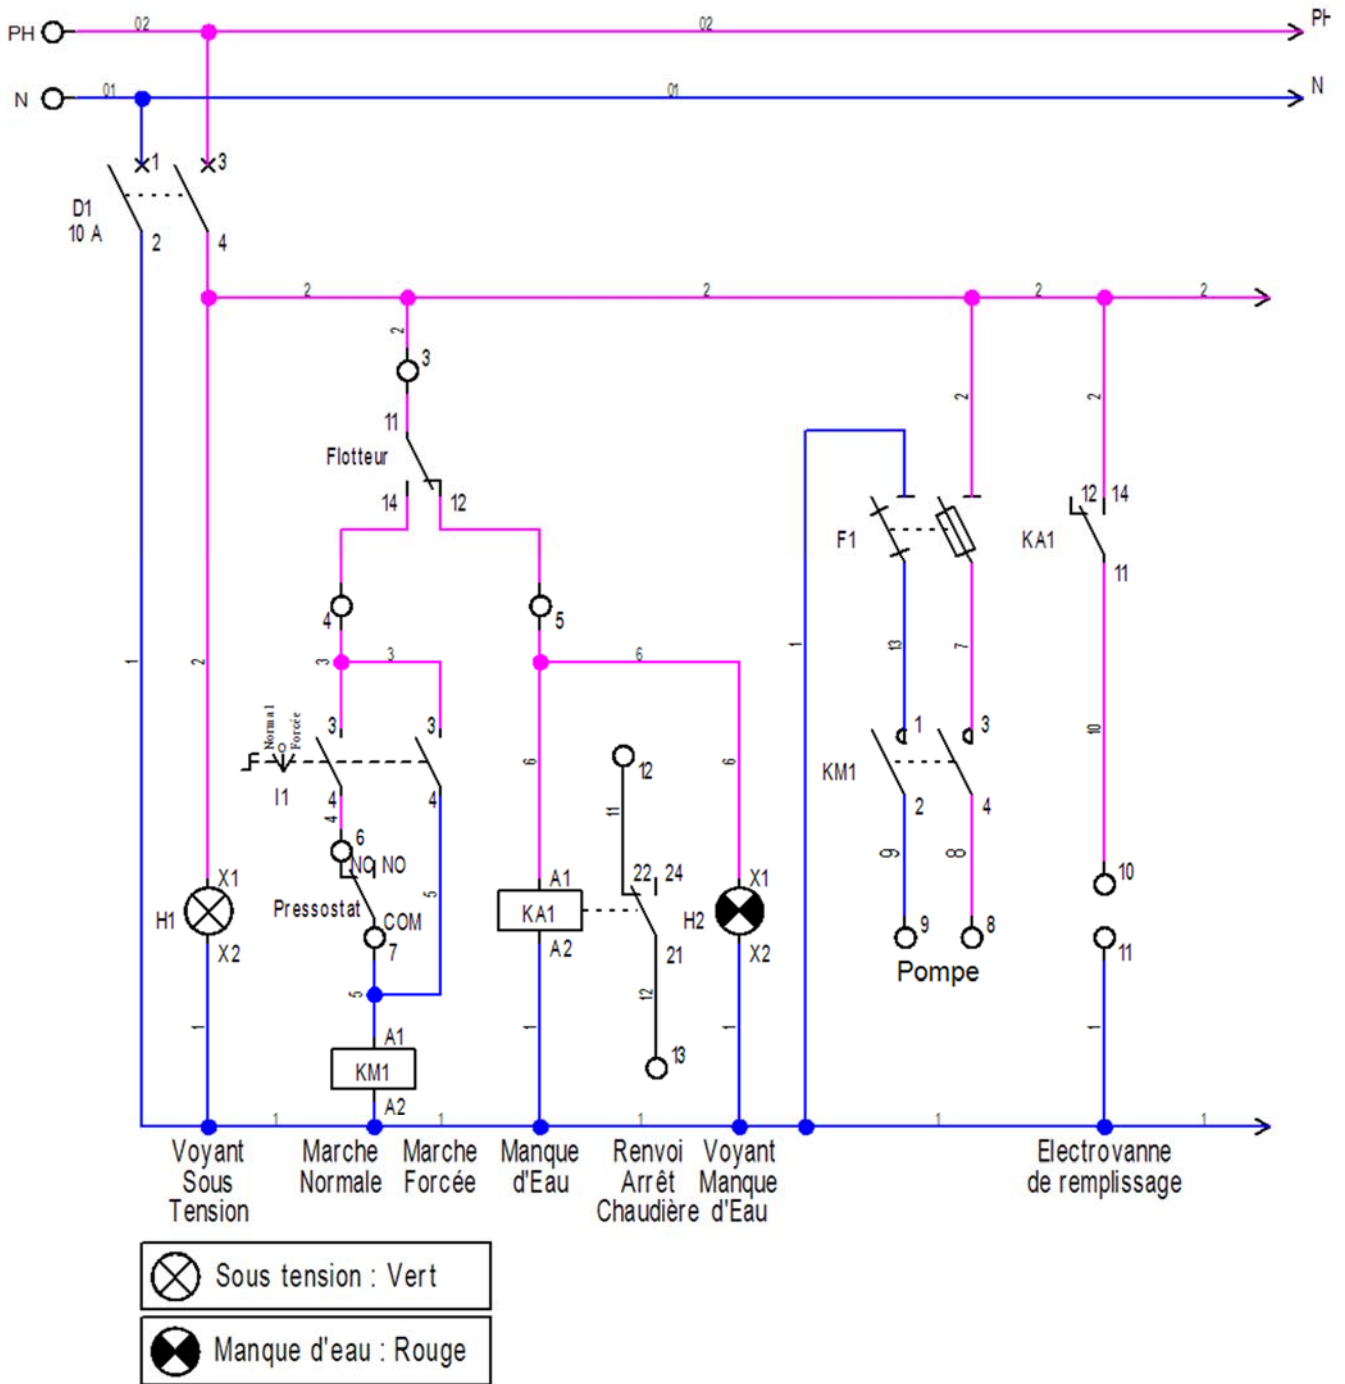 PH 02 02 PH
N 01 01 N
1 3
D1
10 A
2 4
2 2 2 2
2
3
11
Flotteur
14 12
2 2
12 14
F1 KA1
11
4 5
1 2 1 13 7
3 3 6
Normal
O
Forcée
3 3 1 3
10
6 12 6
I1 KM1
4 4 2 4
4
6 11 9 8
NO NO
5
Pressostat
COM
7
X1 A1 22 24 X1 10
H1 KA1 H2
X2 A2 21 X2
9 8 11
Pompe
5 12
1 1 1 1
A1
KM1
A2
13
1 1 1 1 1
Voyant Marche Marche Manque Renvoi Voyant Electrovanne
Sous Normale Forcée d'Eau Arrêt Manque de remplissage
Tension Chaudière d'Eau
Sous tension : Vert
Manque d'eau : Rouge